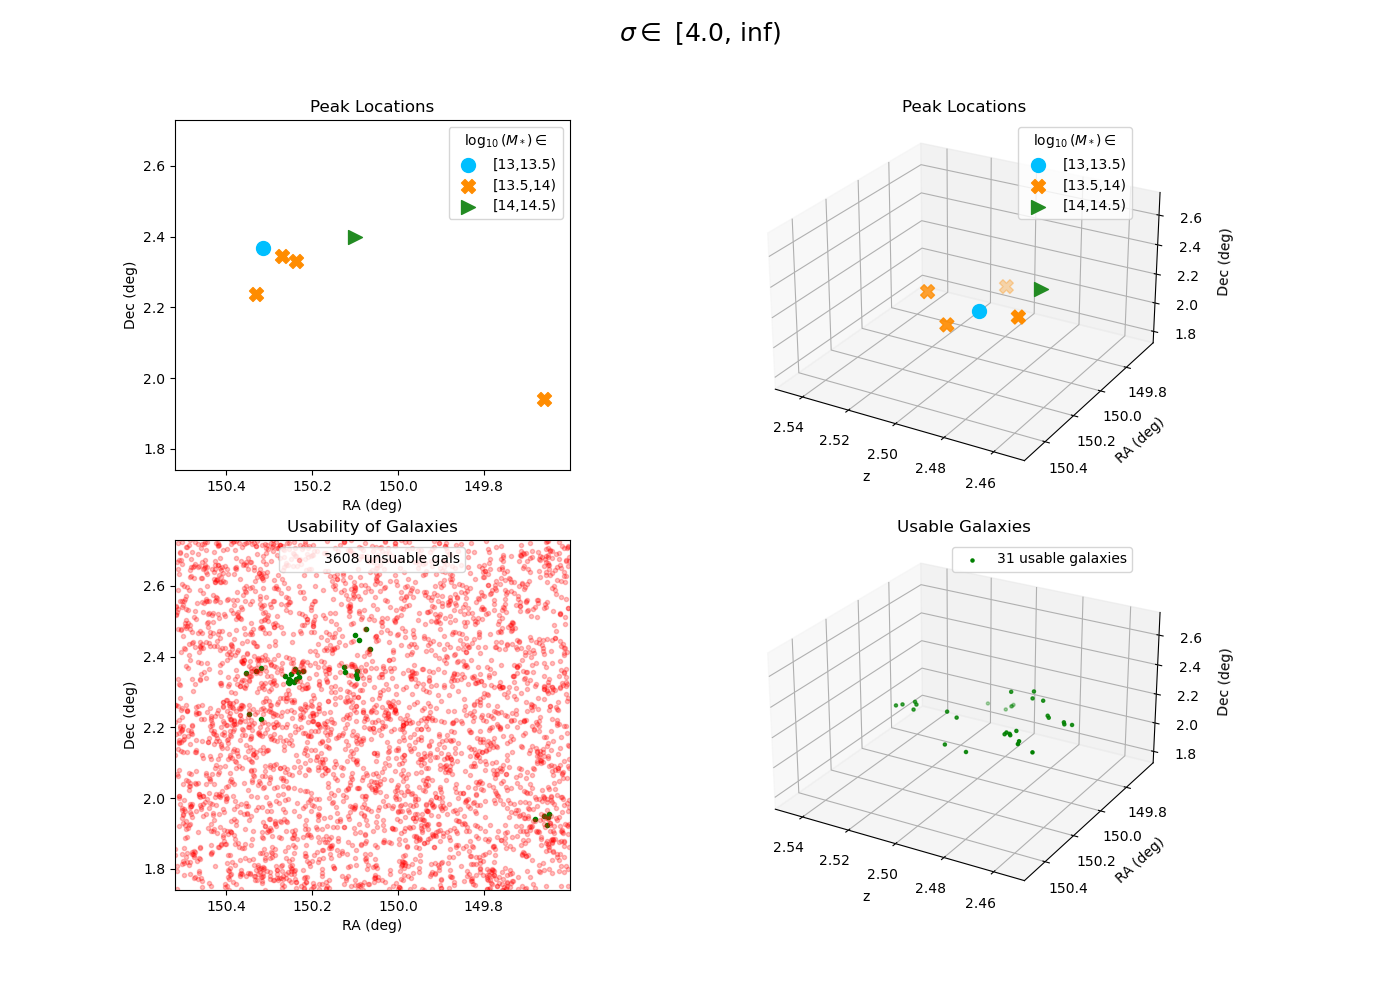 σ ∈ [4.0, inf)
Peak Locations
log₁₀(M*) ∈
[13,13.5)
[13.5,14)
[14,14.5)
2.6
2.4
2.2
2.0
1.8
Dec (deg)
150.4 150.2 150.0 149.8
RA (deg)
Peak Locations
log₁₀(M*) ∈
[13,13.5)
[13.5,14)
[14,14.5)
2.6
2.4
2.2
2.0
1.8
Dec (deg)
149.8
150.0
150.2
150.4
RA (deg)
2.54
2.52
2.50
2.48
2.46
z
Usability of Galaxies
3608 unsuable gals
2.6
2.4
2.2
2.0
1.8
Dec (deg)
150.4 150.2 150.0 149.8
RA (deg)
Usable Galaxies
31 usable galaxies
2.6
2.4
2.2
2.0
1.8
Dec (deg)
149.8
150.0
150.2
150.4
RA (deg)
2.54
2.52
2.50
2.48
2.46
z